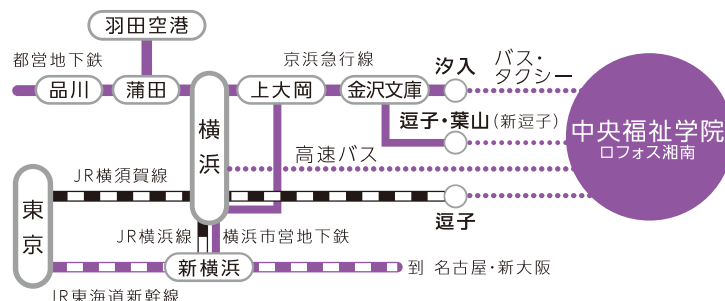 羽田空港
都営地下鉄
京浜急行線
汐入
バス・
タクシー
品川
蒲田
上大岡
金沢文庫
逗子・葉山(新逗子)
横浜
中央福祉学院
ロフォス湘南
高速バス
JR横須賀線
東京
逗子
JR横浜線
横浜市営地下鉄
新横浜
到 名古屋・新大阪
JR東海道新幹線